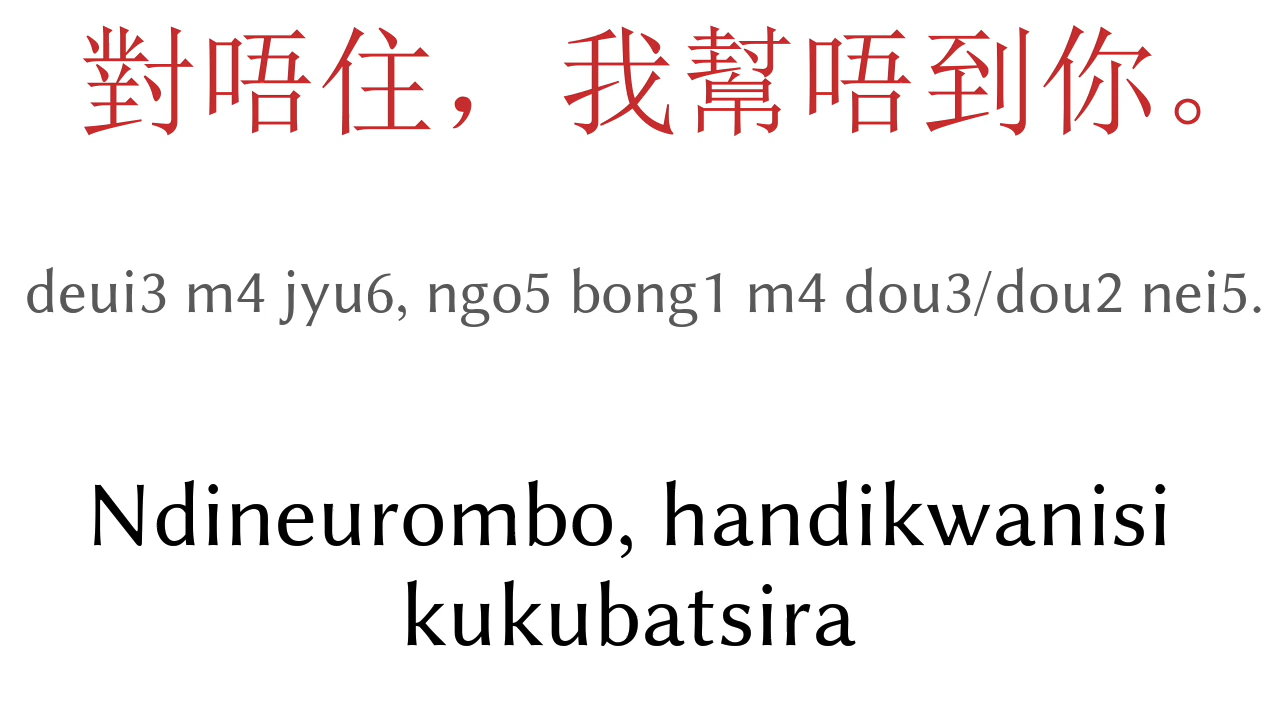 對唔住，我幫唔到你。
deui3 m4 jyu6, ngo5 bong1 m4 dou3/dou2 nei5.
Ndineurombo, handikwanisi
kukubatsira